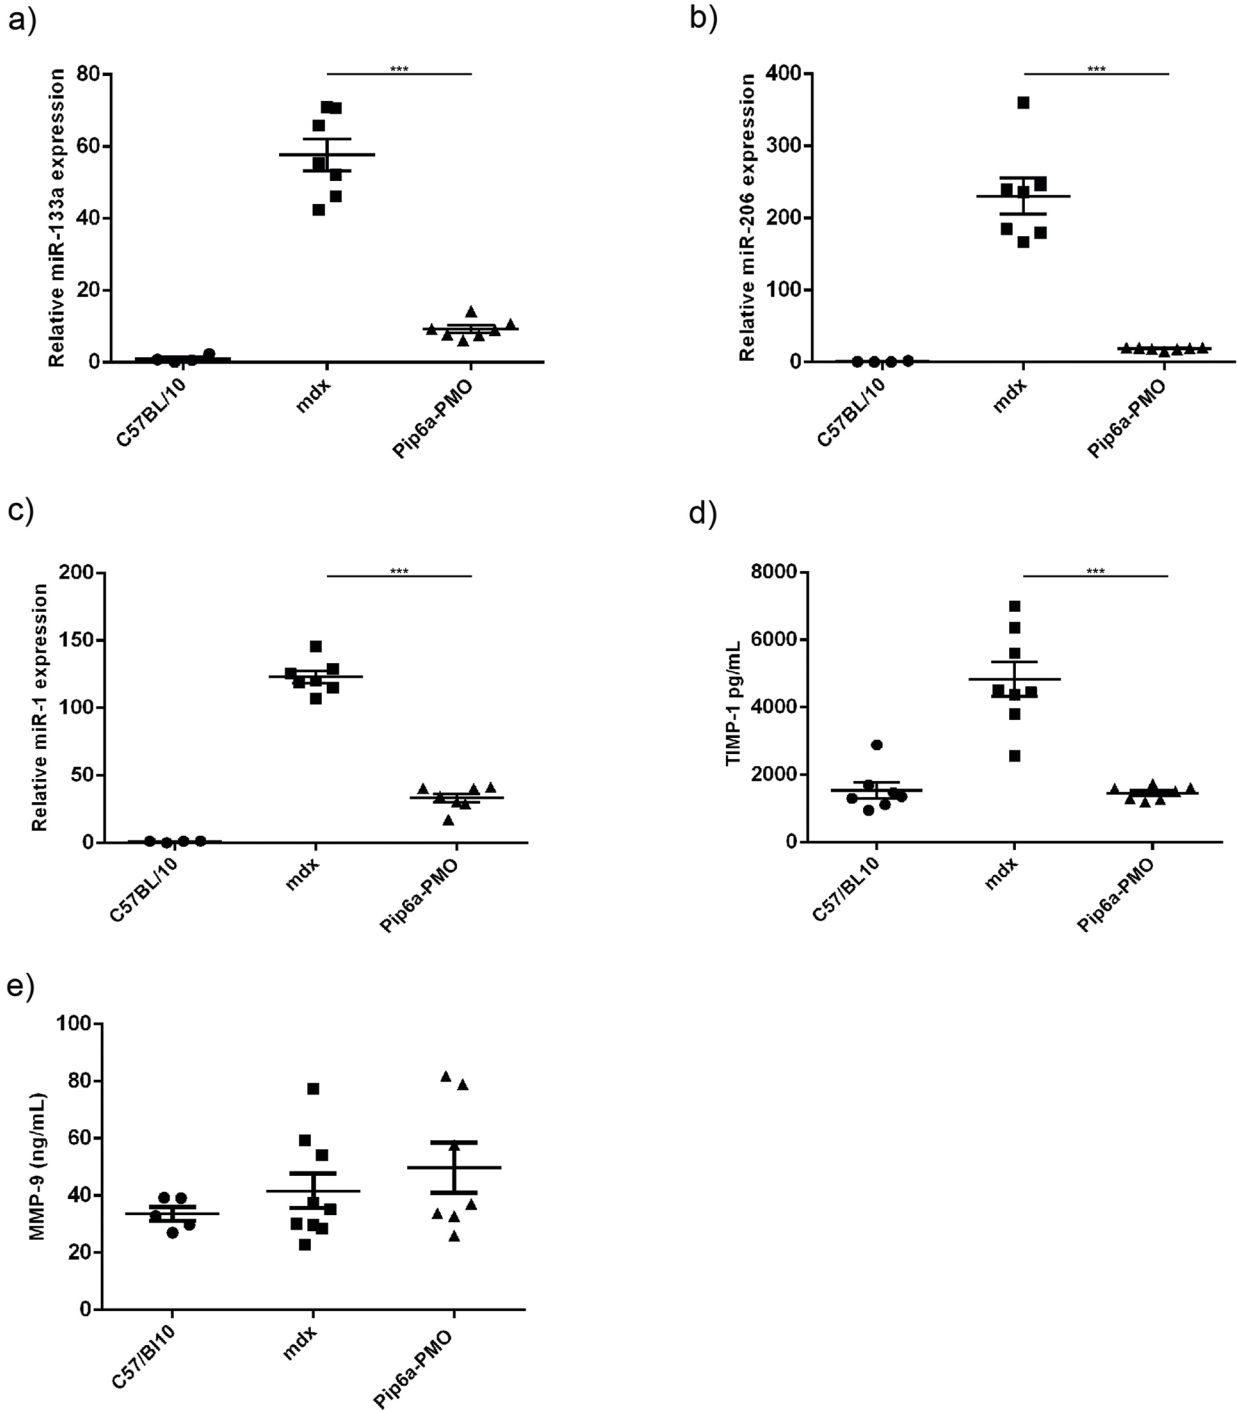 a)
Relative miR-133a expression
80
60
40
20
0
***
C57BL/10
mdx
Pip6a-PMO
b)
Relative miR-206 expression
400
300
200
100
0
***
C57BL/10
mdx
Pip6a-PMO
c)
Relative miR-1 expression
200
150
100
50
0
***
C57BL/10
mdx
Pip6a-PMO
d)
TIMP-1 pg/mL
8000
6000
4000
2000
0
***
C57/BL10
mdx
Pip6a-PMO
e)
MMP-9 (ng/mL)
100
80
60
40
20
0
C57/Bl10
mdx
Pip6a-PMO